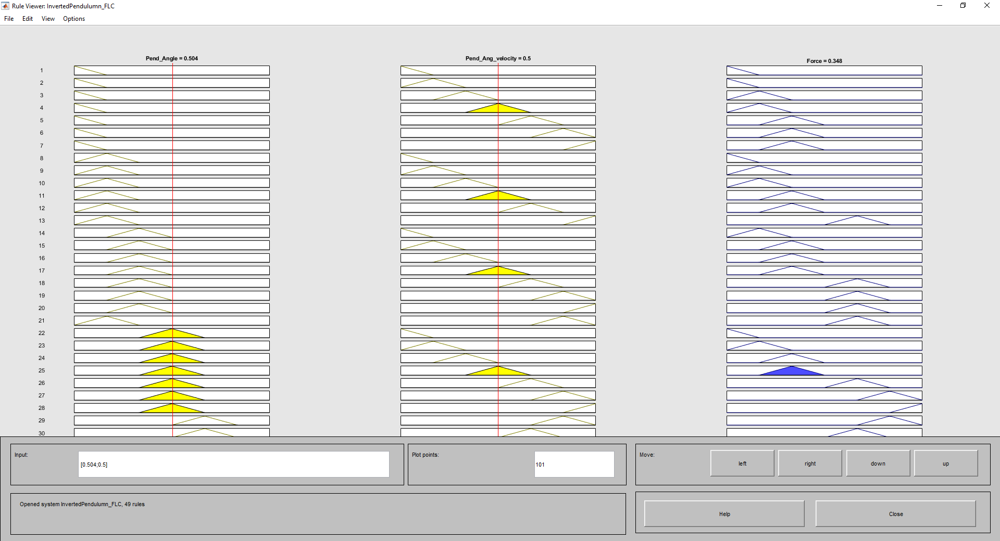 Rule Viewer: InvertedPendulumn_FLC
File Edit View Options
Pend_Angle = 0.504
Pend_Ang_velocity = 0.5
Force = 0.348
1
2
3
4
5
6
7
8
9
10
11
12
13
14
15
16
17
18
19
20
21
22
23
24
25
26
27
28
29
30
Input:
[0.504;0.5]
Plot points:
101
Move:
left
right
down
up
Opened system InvertedPendulumn_FLC, 49 rules
Help
Close